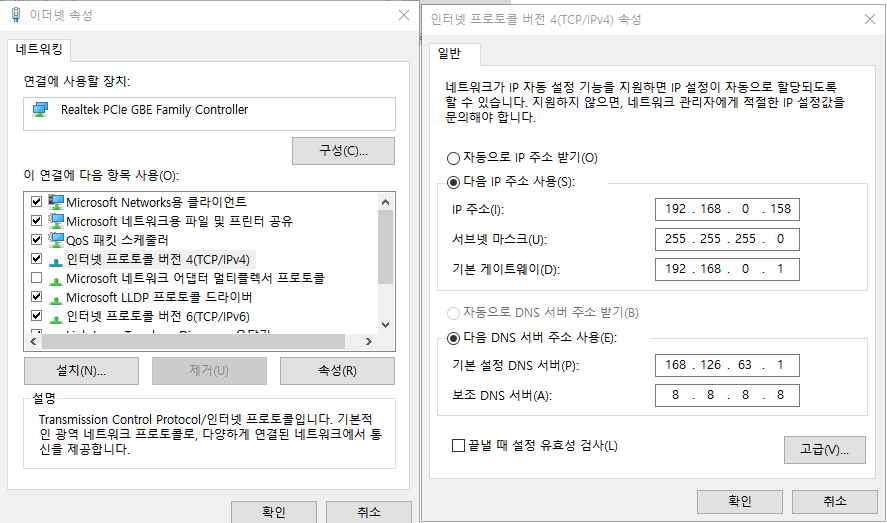 이더넷 속성
네트워킹
연결에 사용할 장치:
Realtek PCIe GBE Family Controller
구성(C)...
이 연결에 다음 항목 사용(O):
Microsoft Networks용 클라이언트
Microsoft 네트워크용 파일 및 프린터 공유
QoS 패킷 스케줄러
인터넷 프로토콜 버전 4(TCP/IPv4)
Microsoft 네트워크 어댑터 멀티플렉서 프로토콜
Microsoft LLDP 프로토콜 드라이버
인터넷 프로토콜 버전 6(TCP/IPv6)
설치(N)...
제거(U)
속성(R)
설명
Transmission Control Protocol/인터넷 프로토콜입니다. 기본적
인 광역 네트워크 프로토콜로, 다양하게 연결된 네트워크에서 통
신을 제공합니다.
확인
취소
인터넷 프로토콜 버전 4(TCP/IPv4) 속성
일반
네트워크가 IP 자동 설정 기능을 지원하면 IP 설정이 자동으로 할당되도록
할 수 있습니다. 지원하지 않으면, 네트워크 관리자에게 적절한 IP 설정값을
문의해야 합니다.
자동으로 IP 주소 받기(O)
다음 IP 주소 사용(S):
IP 주소(I): 192 . 168 . 0 . 158
서브넷 마스크(U): 255 . 255 . 255 . 0
기본 게이트웨이(D): 192 . 168 . 0 . 1
자동으로 DNS 서버 주소 받기(B)
다음 DNS 서버 주소 사용(E):
기본 설정 DNS 서버(P): 168 . 126 . 63 . 1
보조 DNS 서버(A): 8 . 8 . 8 . 8
끝낼 때 설정 유효성 검사(L)
고급(V)...
확인
취소